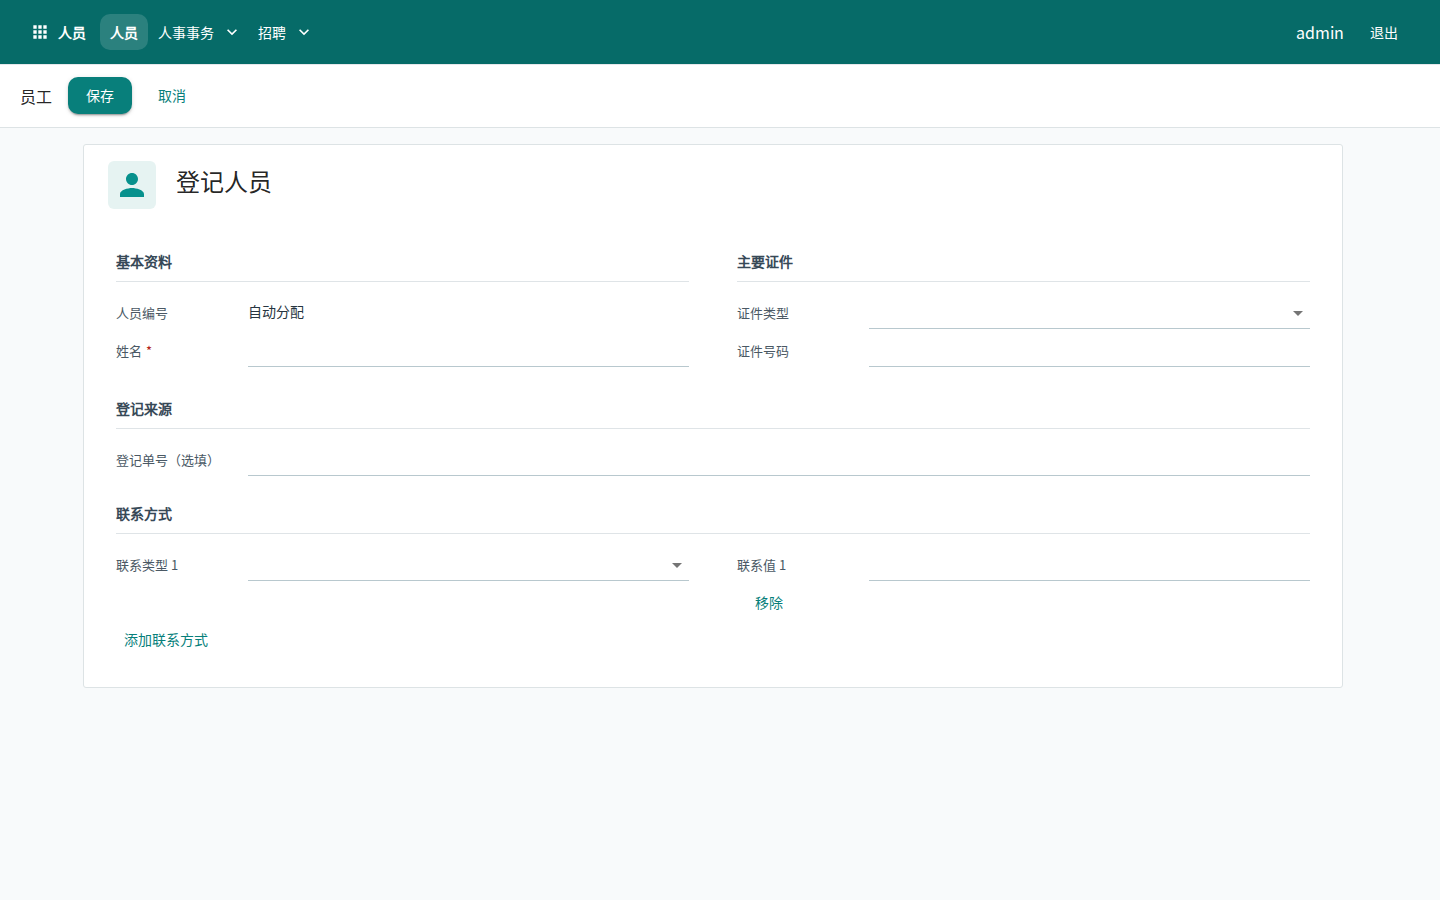 人员 人员 人事事务 招聘 admin 退出
员工 保存 取消
登记人员
基本资料 主要证件
人员编号 自动分配 证件类型
姓名 * 证件号码
登记来源
登记单号（选填）
联系方式
联系类型 1 联系值 1
移除
添加联系方式